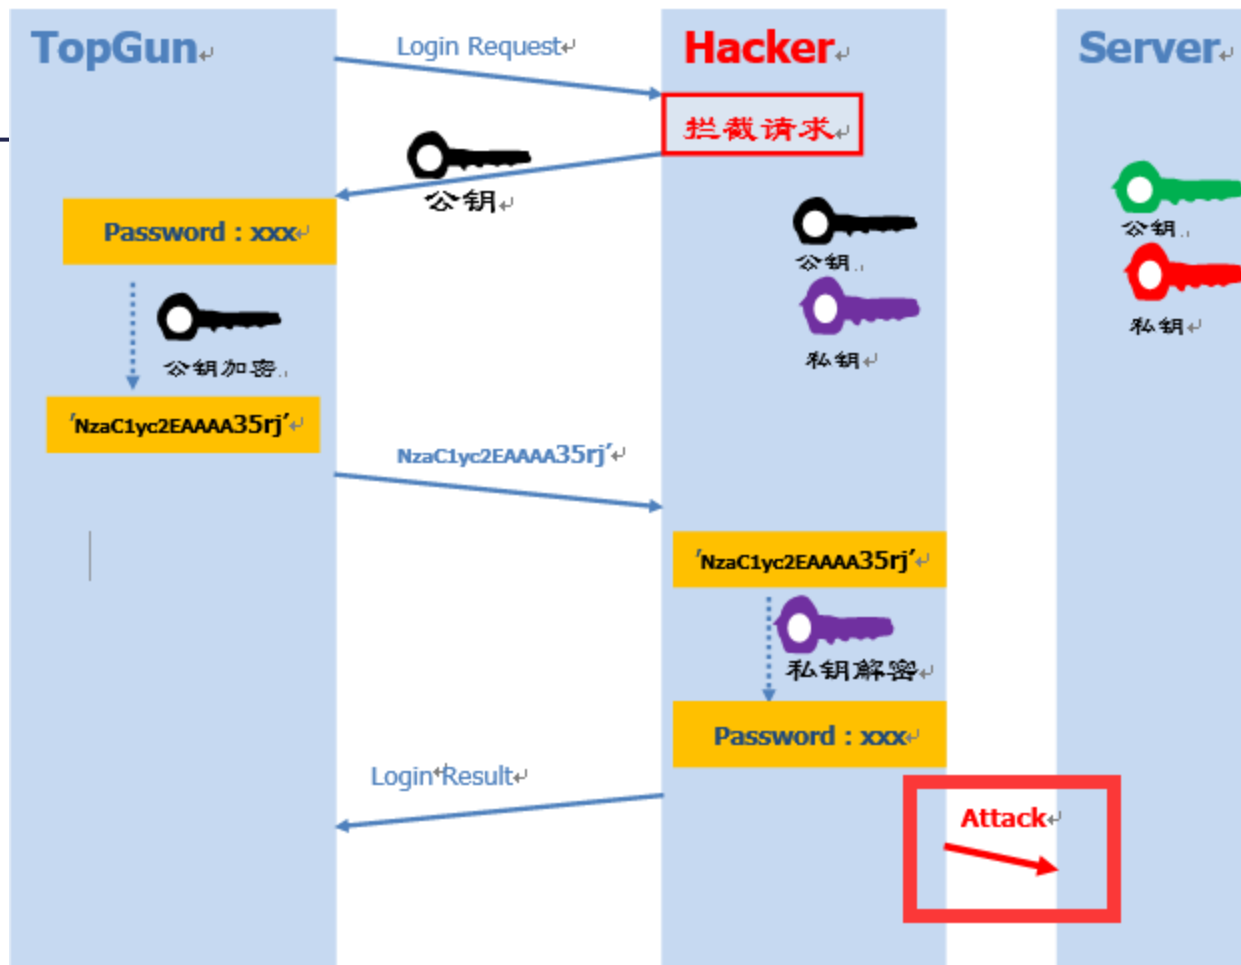 TopGun
Login Request
Hacker
Server
拦截请求
公钥
Password : xxx
公钥
公钥
私钥
私钥
公钥加密
'NzaC1yc2EAAAA35rj'
NzaC1yc2EAAAA35rj'
'NzaC1yc2EAAAA35rj'
私钥解密
Password : xxx
Login Result
Attack